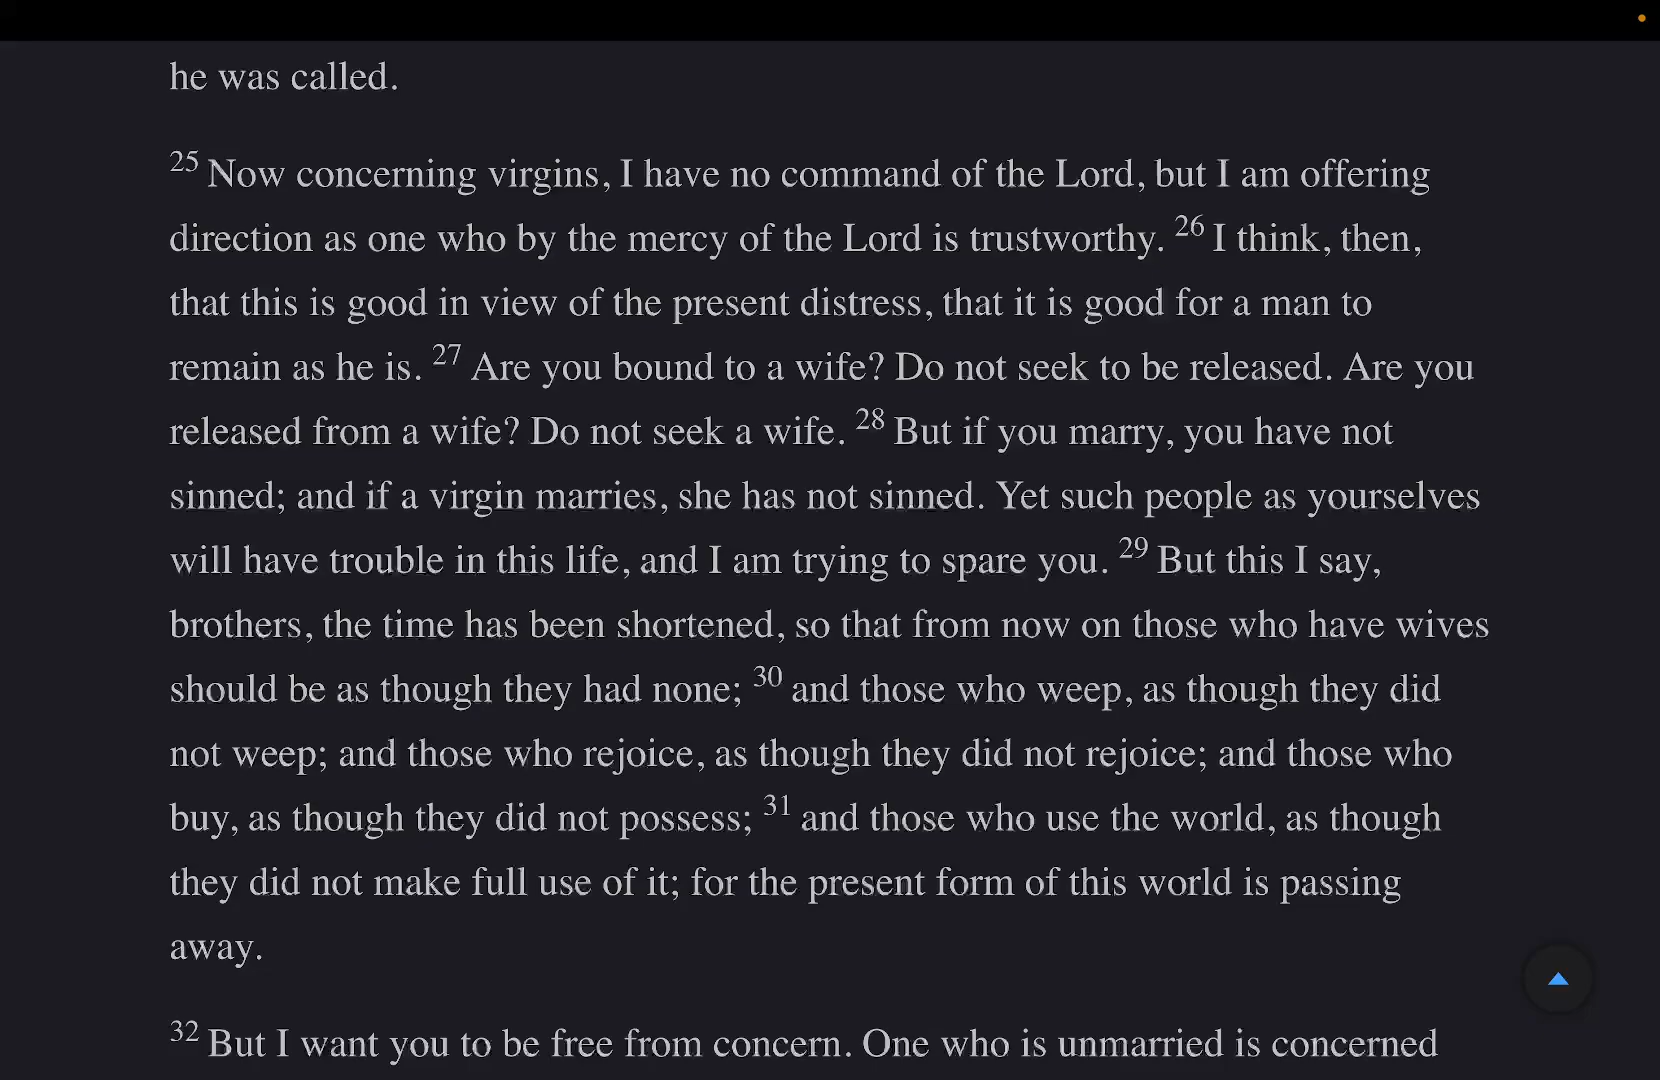 he was called.
25 Now concerning virgins, I have no command of the Lord, but I am offering
direction as one who by the mercy of the Lord is trustworthy. 26 I think, then,
that this is good in view of the present distress, that it is good for a man to
remain as he is. 27 Are you bound to a wife? Do not seek to be released. Are you
released from a wife? Do not seek a wife. 28 But if you marry, you have not
sinned; and if a virgin marries, she has not sinned. Yet such people as yourselves
will have trouble in this life, and I am trying to spare you. 29 But this I say,
brothers, the time has been shortened, so that from now on those who have wives
should be as though they had none; 30 and those who weep, as though they did
not weep; and those who rejoice, as though they did not rejoice; and those who
buy, as though they did not possess; 31 and those who use the world, as though
they did not make full use of it; for the present form of this world is passing
away.
32 But I want you to be free from concern. One who is unmarried is concerned